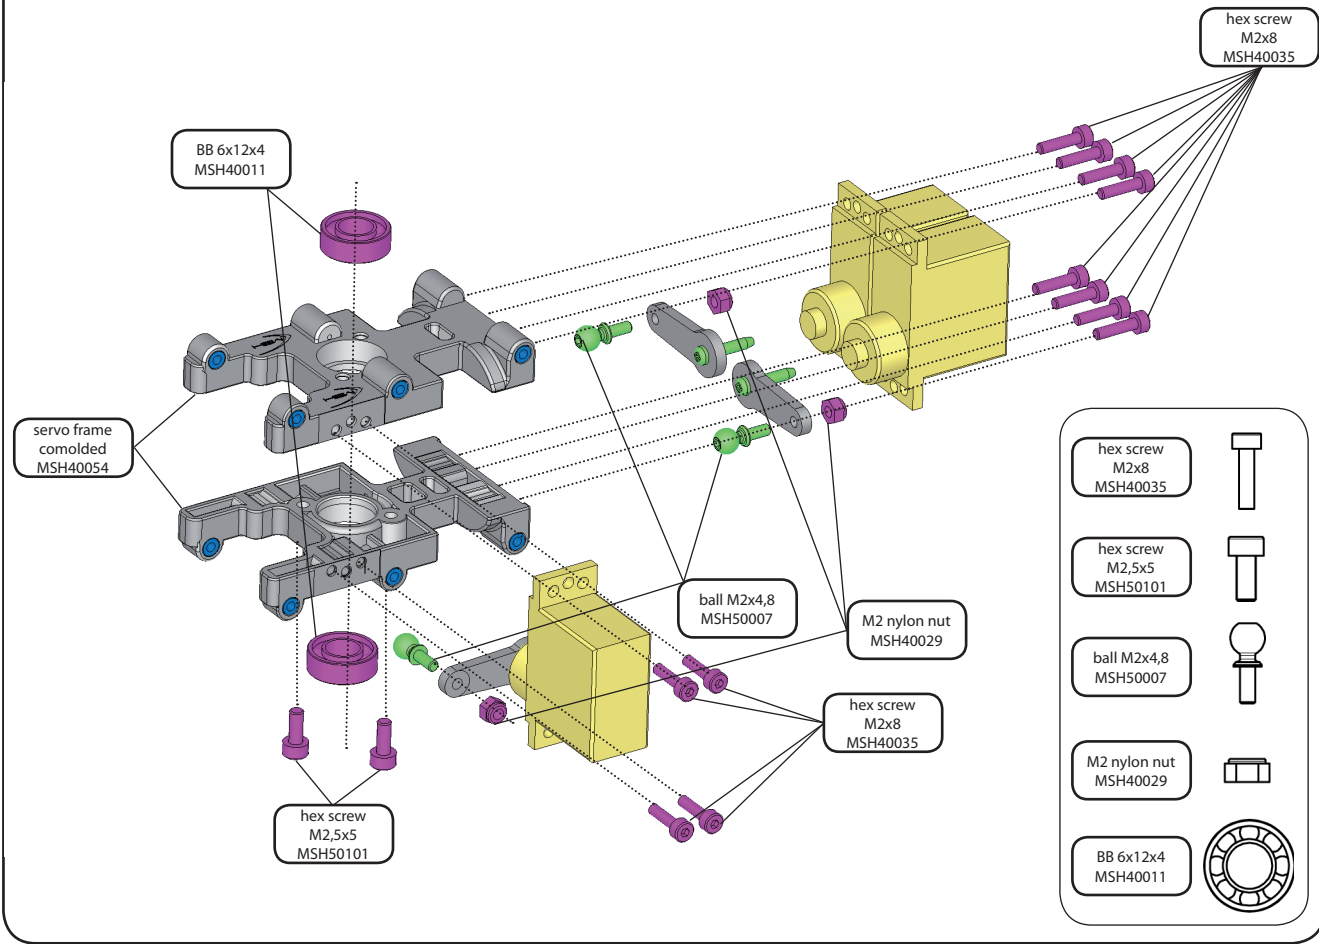 hex screw
M2x8
MSH40035
BB 6x12x4
MSH40011
servo frame
comolded
MSH40054
ball M2x4,8
MSH50007
M2 nylon nut
MSH40029
hex screw
M2x8
MSH40035
hex screw
M2,5x5
MSH50101
hex screw
M2x8
MSH40035
hex screw
M2,5x5
MSH50101
ball M2x4,8
MSH50007
M2 nylon nut
MSH40029
BB 6x12x4
MSH40011